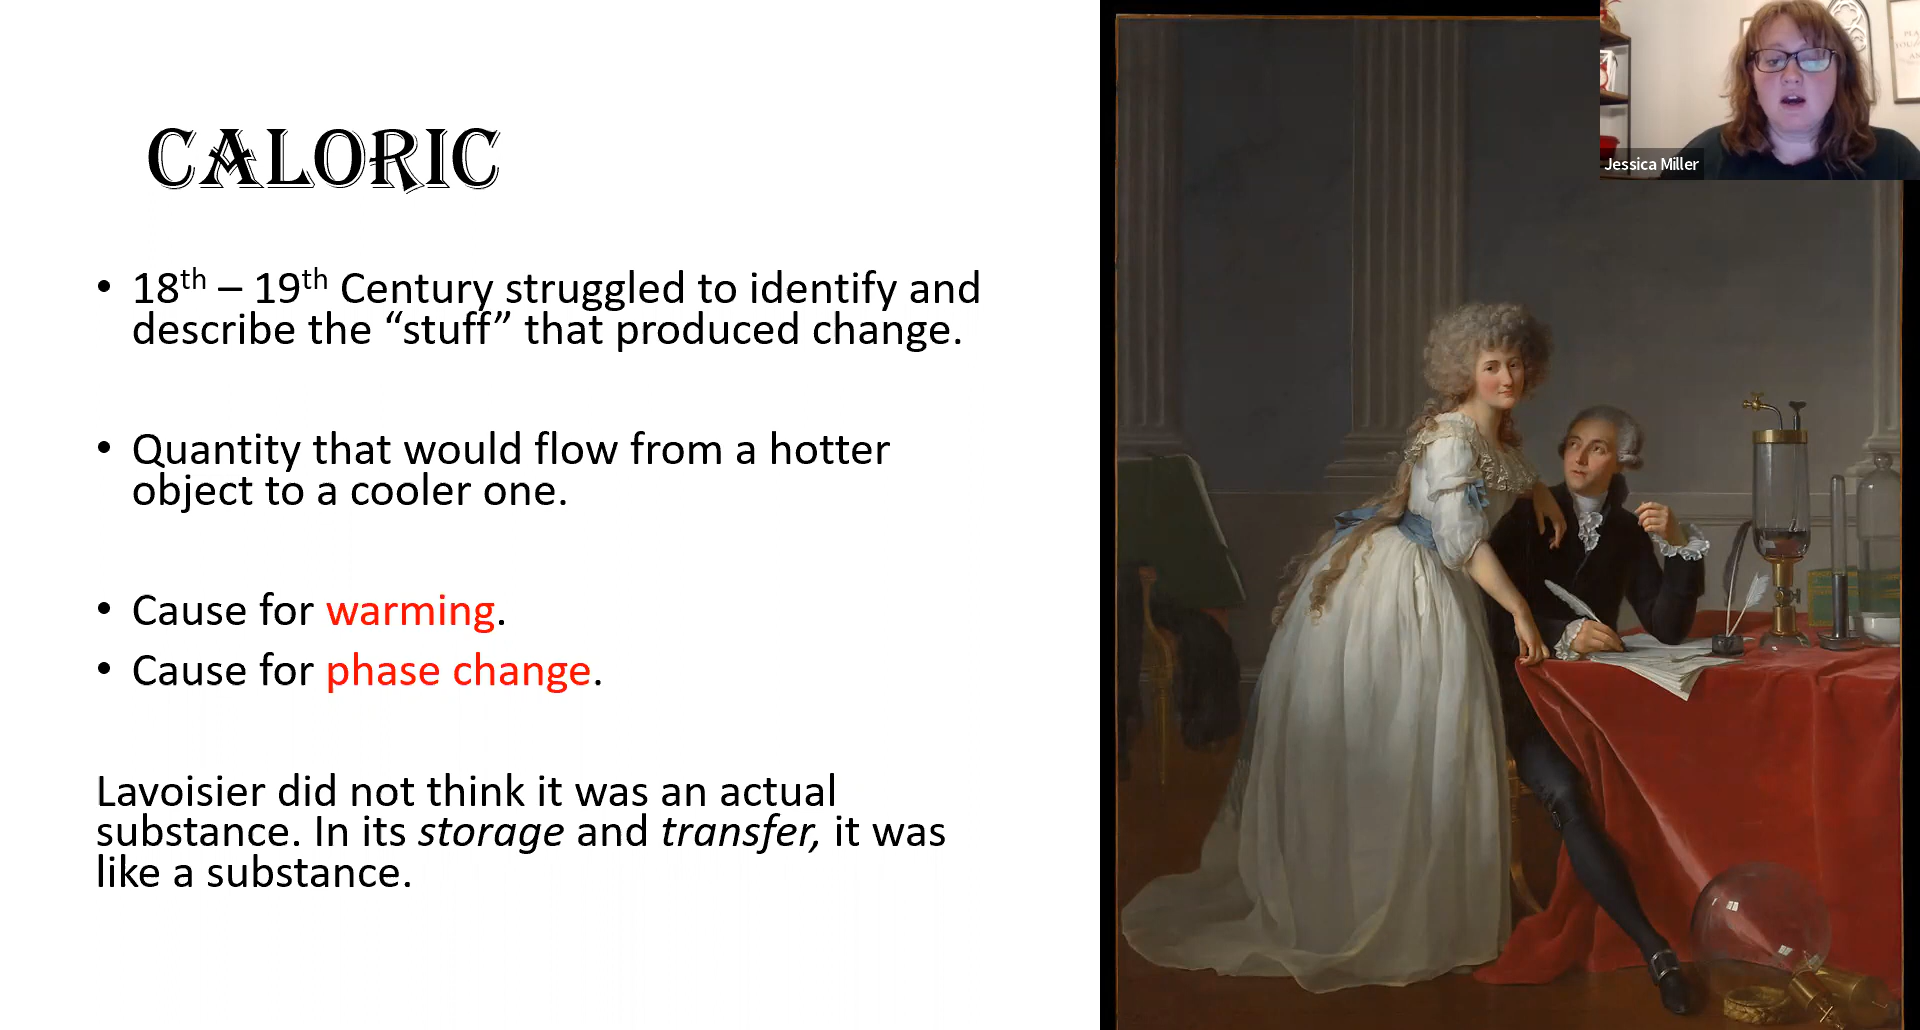 CALORIC
• 18th – 19th Century struggled to identify and
describe the “stuff” that produced change.
• Quantity that would flow from a hotter
object to a cooler one.
• Cause for warming.
• Cause for phase change.
Lavoisier did not think it was an actual
substance. In its storage and transfer, it was
like a substance.
Jessica Miller